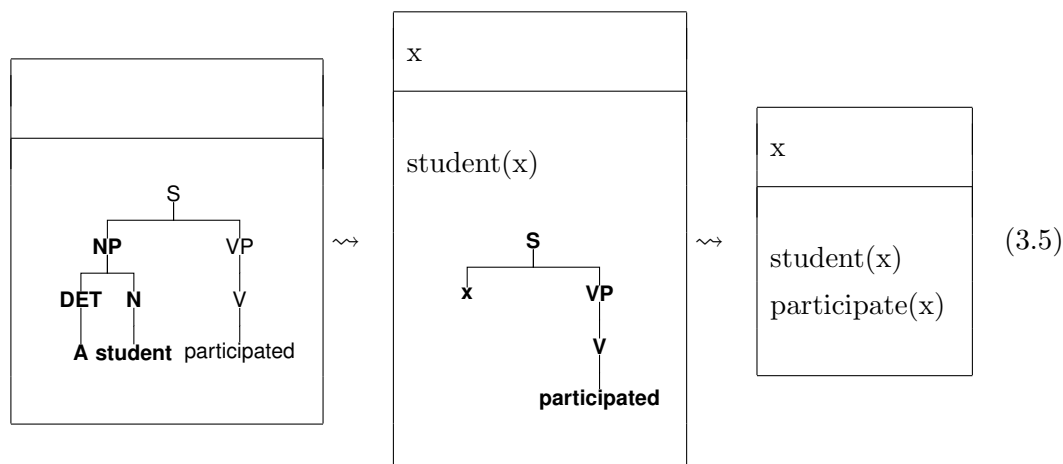 S
NP VP
DET N V
A student participated
⇝
x
student(x)
S
x VP
V
participated
⇝
x
student(x)
participate(x)
(3.5)